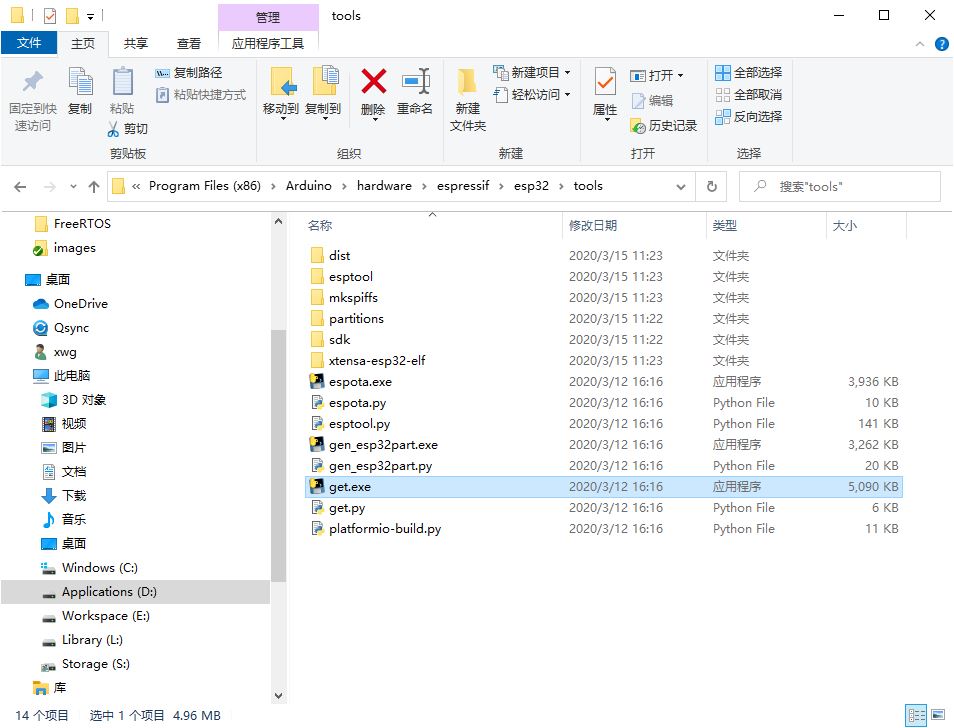 管理
tools
文件
主页
共享
查看
应用程序工具
固定到快速访问
复制
粘贴
复制路径
粘贴快捷方式
剪切
剪贴板
移动到
复制到
删除
重命名
组织
新建文件夹
新建项目
轻松访问
新建
属性
打开
编辑
历史记录
打开
全部选择
全部取消
反向选择
选择
« Program Files (x86) › Arduino › hardware › espressif › esp32 › tools
搜索"tools"
FreeRTOS
images
桌面
OneDrive
Qsync
xwg
此电脑
3D 对象
视频
图片
文档
下载
音乐
桌面
Windows (C:)
Applications (D:)
Workspace (E:)
Library (L:)
Storage (S:)
库
名称 修改日期 类型 大小
dist 2020/3/15 11:23 文件夹
esptool 2020/3/15 11:23 文件夹
mkspiffs 2020/3/15 11:23 文件夹
partitions 2020/3/15 11:22 文件夹
sdk 2020/3/15 11:22 文件夹
xtensa-esp32-elf 2020/3/15 11:23 文件夹
espota.exe 2020/3/12 16:16 应用程序 3,936 KB
espota.py 2020/3/12 16:16 Python File 10 KB
esptool.py 2020/3/12 16:16 Python File 141 KB
gen_esp32part.exe 2020/3/12 16:16 应用程序 3,262 KB
gen_esp32part.py 2020/3/12 16:16 Python File 20 KB
get.exe 2020/3/12 16:16 应用程序 5,090 KB
get.py 2020/3/12 16:16 Python File 6 KB
platformio-build.py 2020/3/12 16:16 Python File 11 KB
14 个项目 选中 1 个项目 4.96 MB